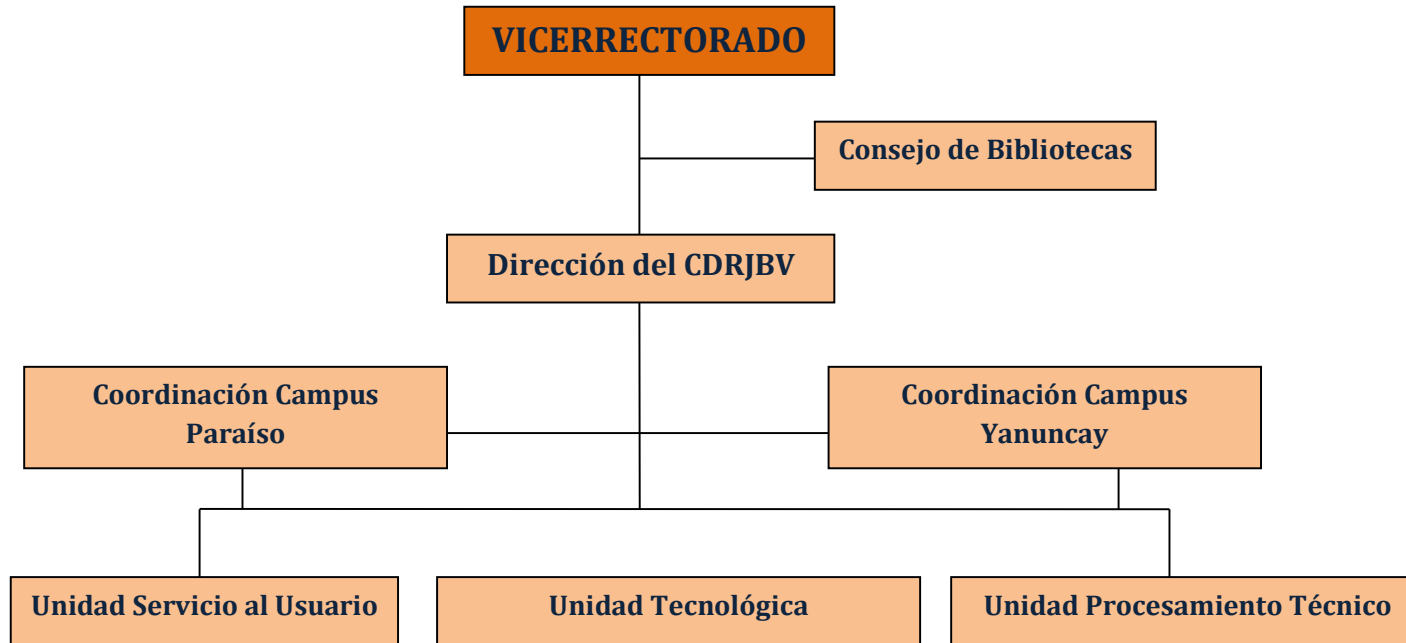 VICERRECTORADO
Consejo de Bibliotecas
Dirección del CDRJBV
Coordinación Campus
Paraíso
Coordinación Campus
Yanuncay
Unidad Servicio al Usuario
Unidad Tecnológica
Unidad Procesamiento Técnico